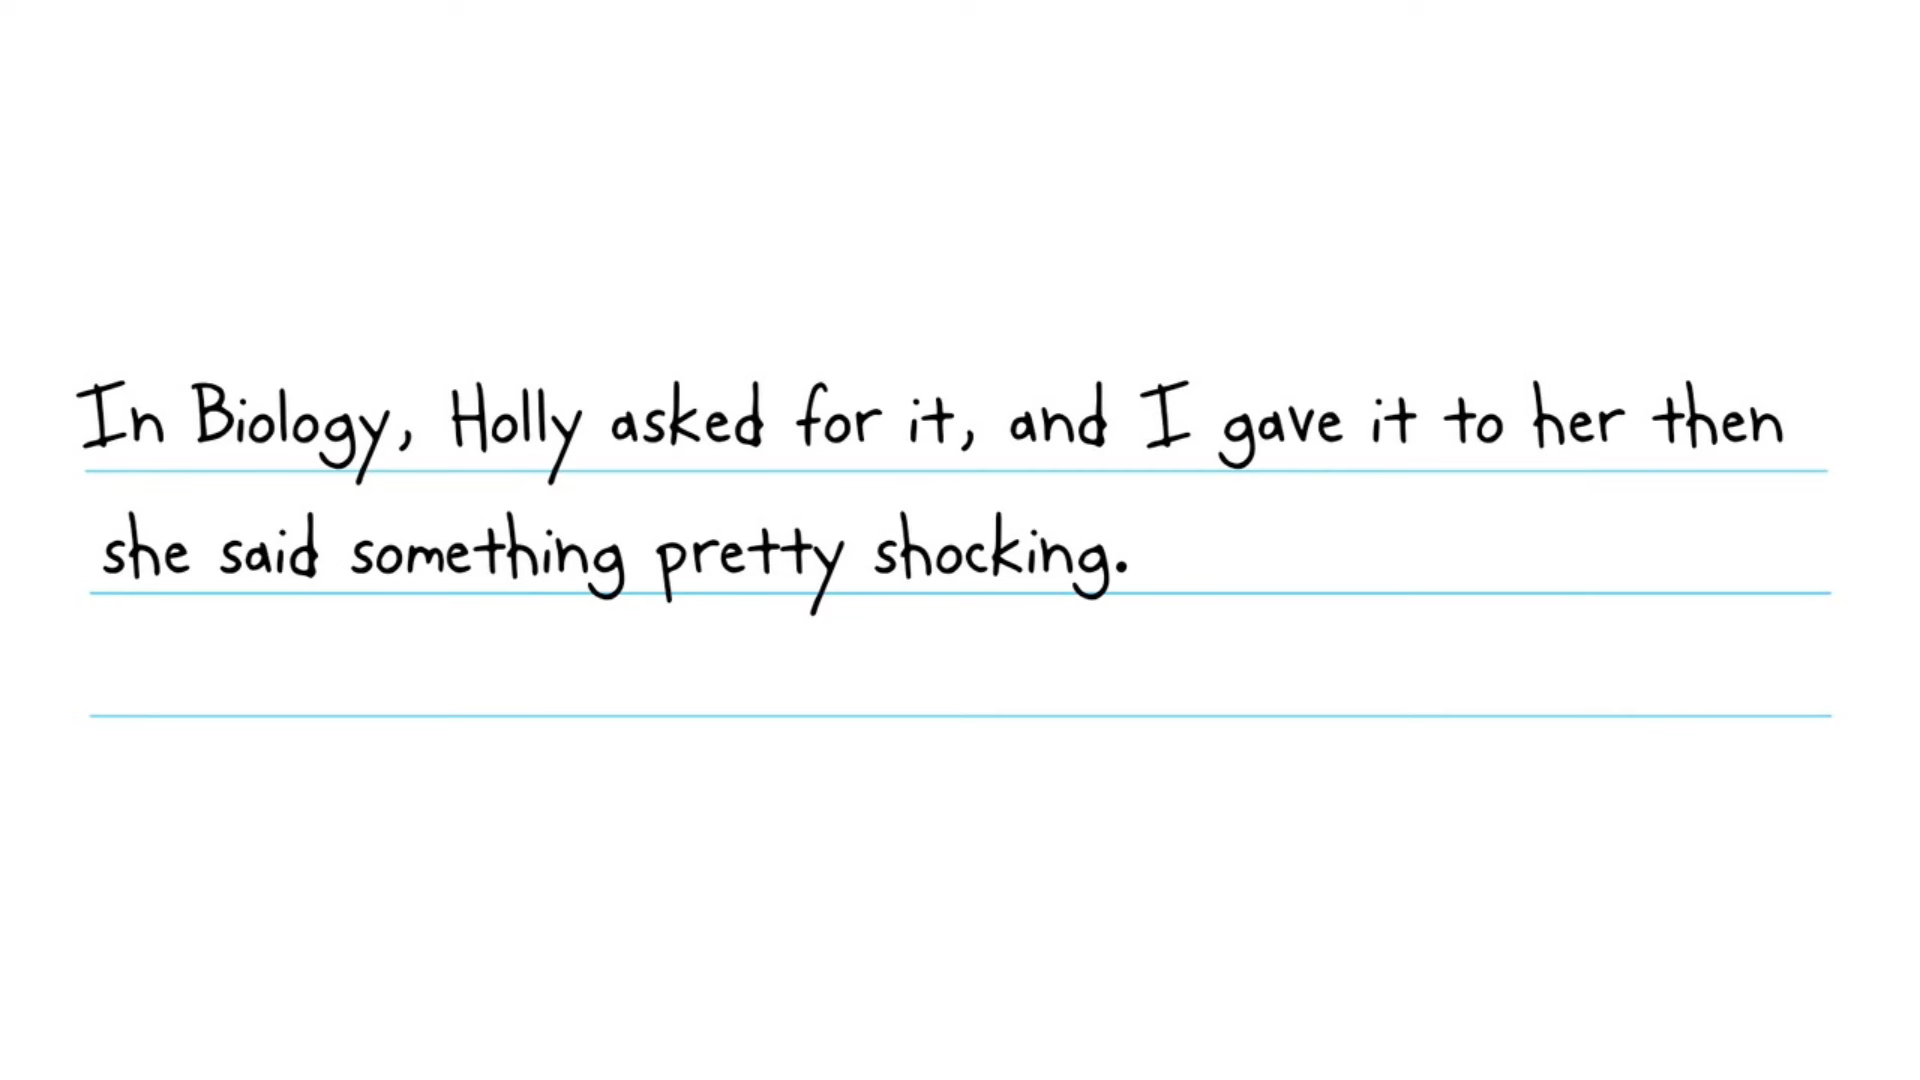 In Biology, Holly asked for it, and I gave it to her then
she said something pretty shocking.